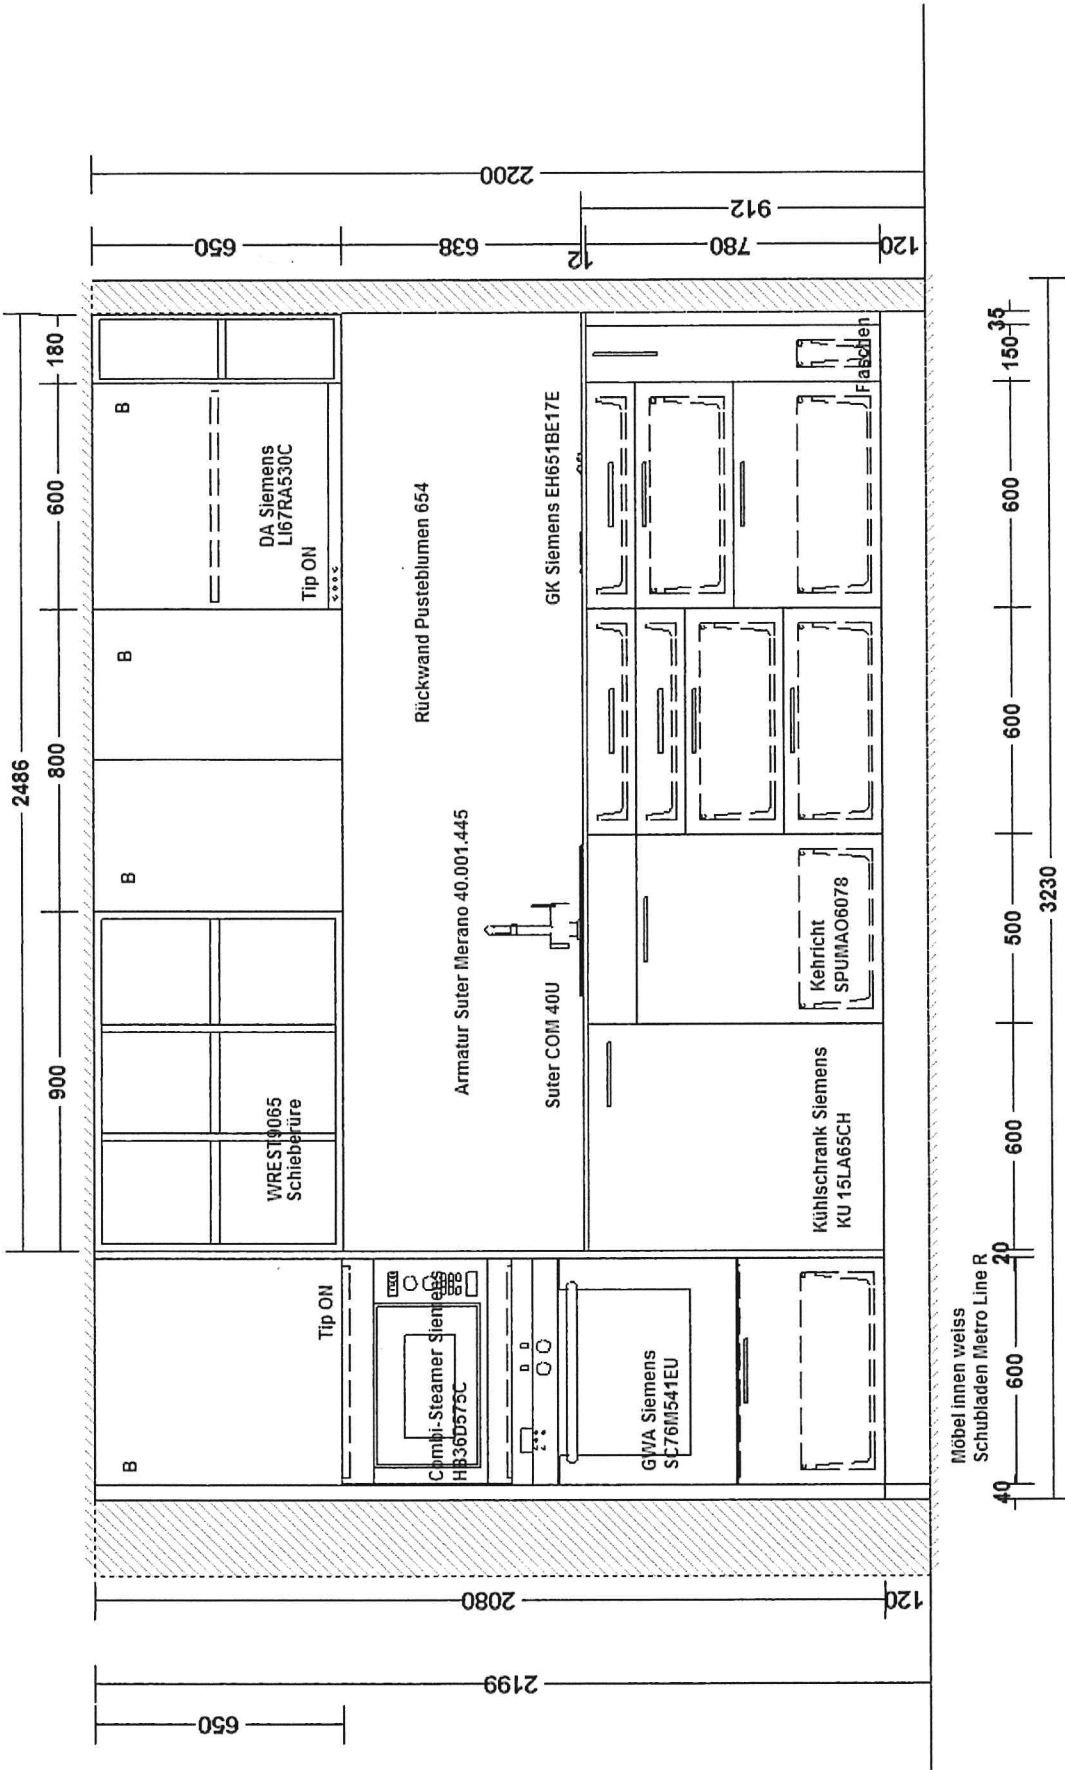 2486
900
800
600
180
B
B
B
B
WREST9065
Schieberüre
DA Siemens
LI67RA530C
Tip ON
Tip ON
Rückwand Pusteblumen 654
Armatur Suter Merano 40.001.445
Suter COM 40U
GK Siemens EH651BE17E
Combi-Steamer Siemens
HB36D575C
GWA Siemens
SC76M541EU
Kühlschrank Siemens
KU 15LA65CH
Kehricht
SPUMAO6078
Flaschen
650
2199
2080
120
650
638
12
780
120
912
2200
40
600
20
600
500
600
600
150
35
3230
Möbel innen weiss
Schubladen Metro Line R